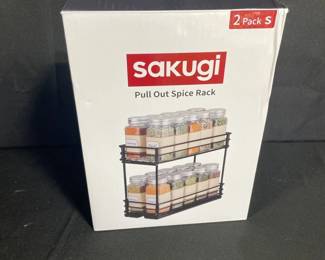 2 Pack S
sakugi
Pull Out Spice Rack